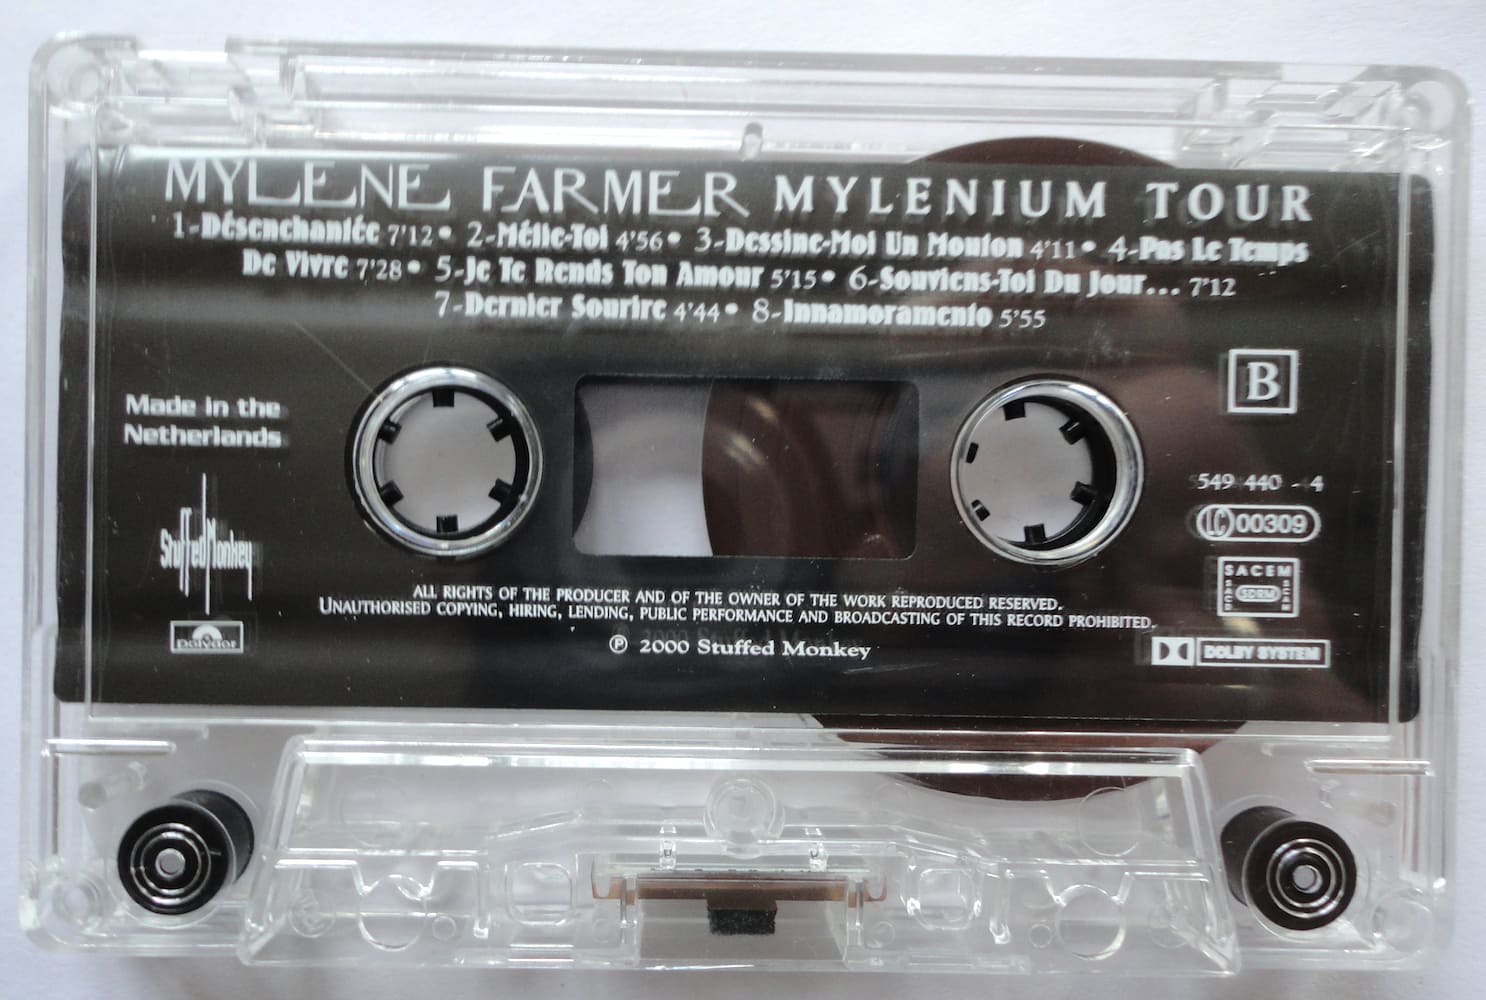 MYLENE FARMER MYLENIUM TOUR
1-Désenchantée 7'12 • 2-Méfie-Toi 4'56 • 3-Dessine-Moi Un Mouton 4'11 • 4-Pas Le Temps
De Vivre 7'28 • 5-Je Te Rends Ton Amour 5'15 • 6-Souviens-Toi Du Jour... 7'12
7-Dernier Sourire 4'44 • 8-Innamoramento 5'55
B
Made in the
Netherlands
549 440 - 4
LC 00309
Stuffed Monkey
SACEM
SACD SDRM SGDL
polydor
ALL RIGHTS OF THE PRODUCER AND OF THE OWNER OF THE WORK REPRODUCED RESERVED.
UNAUTHORISED COPYING, HIRING, LENDING, PUBLIC PERFORMANCE AND BROADCASTING OF THIS RECORD PROHIBITED.
℗ 2000 Stuffed Monkey
DOLBY SYSTEM